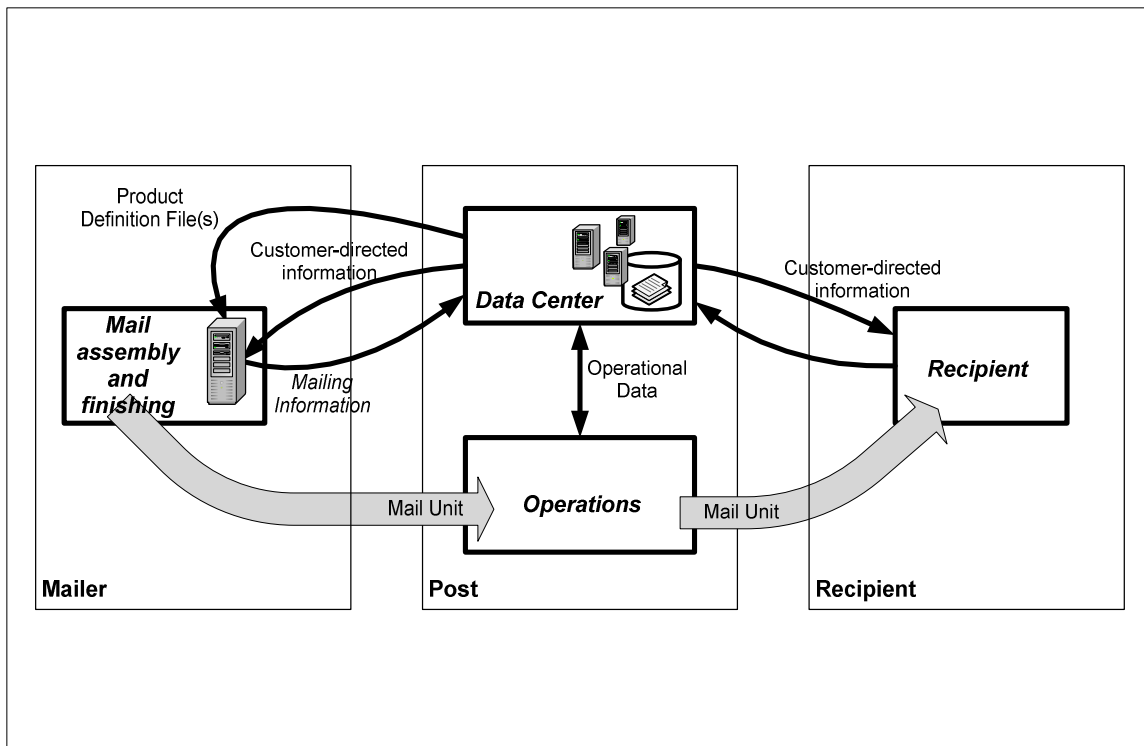 Product
Definition File(s)
Customer-directed
information
Mail
assembly
and
finishing
Mailing
Information
Mail Unit
Mailer
Data Center
Operational
Data
Operations
Post
Customer-directed
information
Recipient
Mail Unit
Recipient